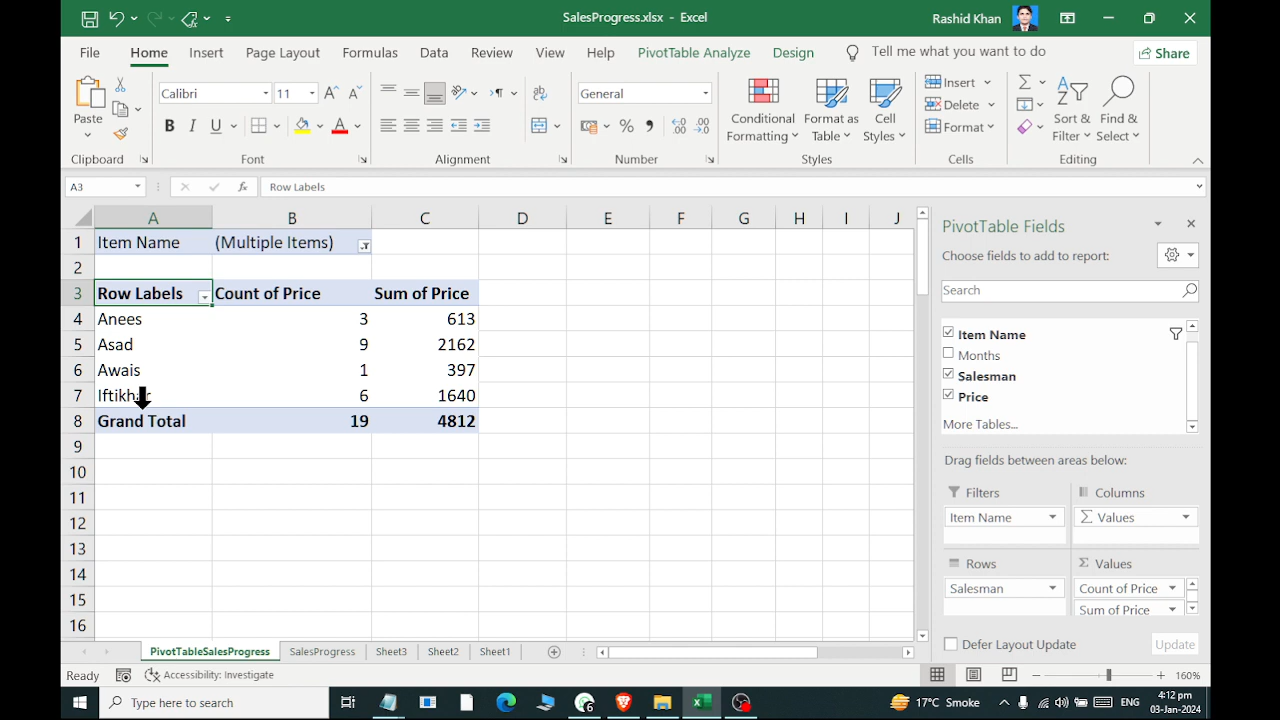 SalesProgress.xlsx - Excel
Rashid Khan
File Home Insert Page Layout Formulas Data Review View Help PivotTable Analyze Design Tell me what you want to do Share
Paste
Calibri 11
General
Conditional Formatting
Format as Table
Cell Styles
Insert
Delete
Format
Sort & Filter
Find & Select
Clipboard Font Alignment Number Styles Cells Editing
A3 fx Row Labels
A B C D E F G H I J
1 Item Name (Multiple Items)
2
3 Row Labels Count of Price Sum of Price
4 Anees 3 613
5 Asad 9 2162
6 Awais 1 397
7 Iftikhar 6 1640
8 Grand Total 19 4812
9
10
11
12
13
14
15
16
PivotTable Fields
Choose fields to add to report:
Search
Item Name
Months
Salesman
Price
More Tables...
Drag fields between areas below:
Filters Columns
Item Name Σ Values
Rows Σ Values
Salesman Count of Price
Sum of Price
Defer Layout Update Update
PivotTableSalesProgress SalesProgress Sheet3 Sheet2 Sheet1
Ready Accessibility: Investigate 160%
Type here to search
17°C Smoke
ENG
4:12 pm
03-Jan-2024